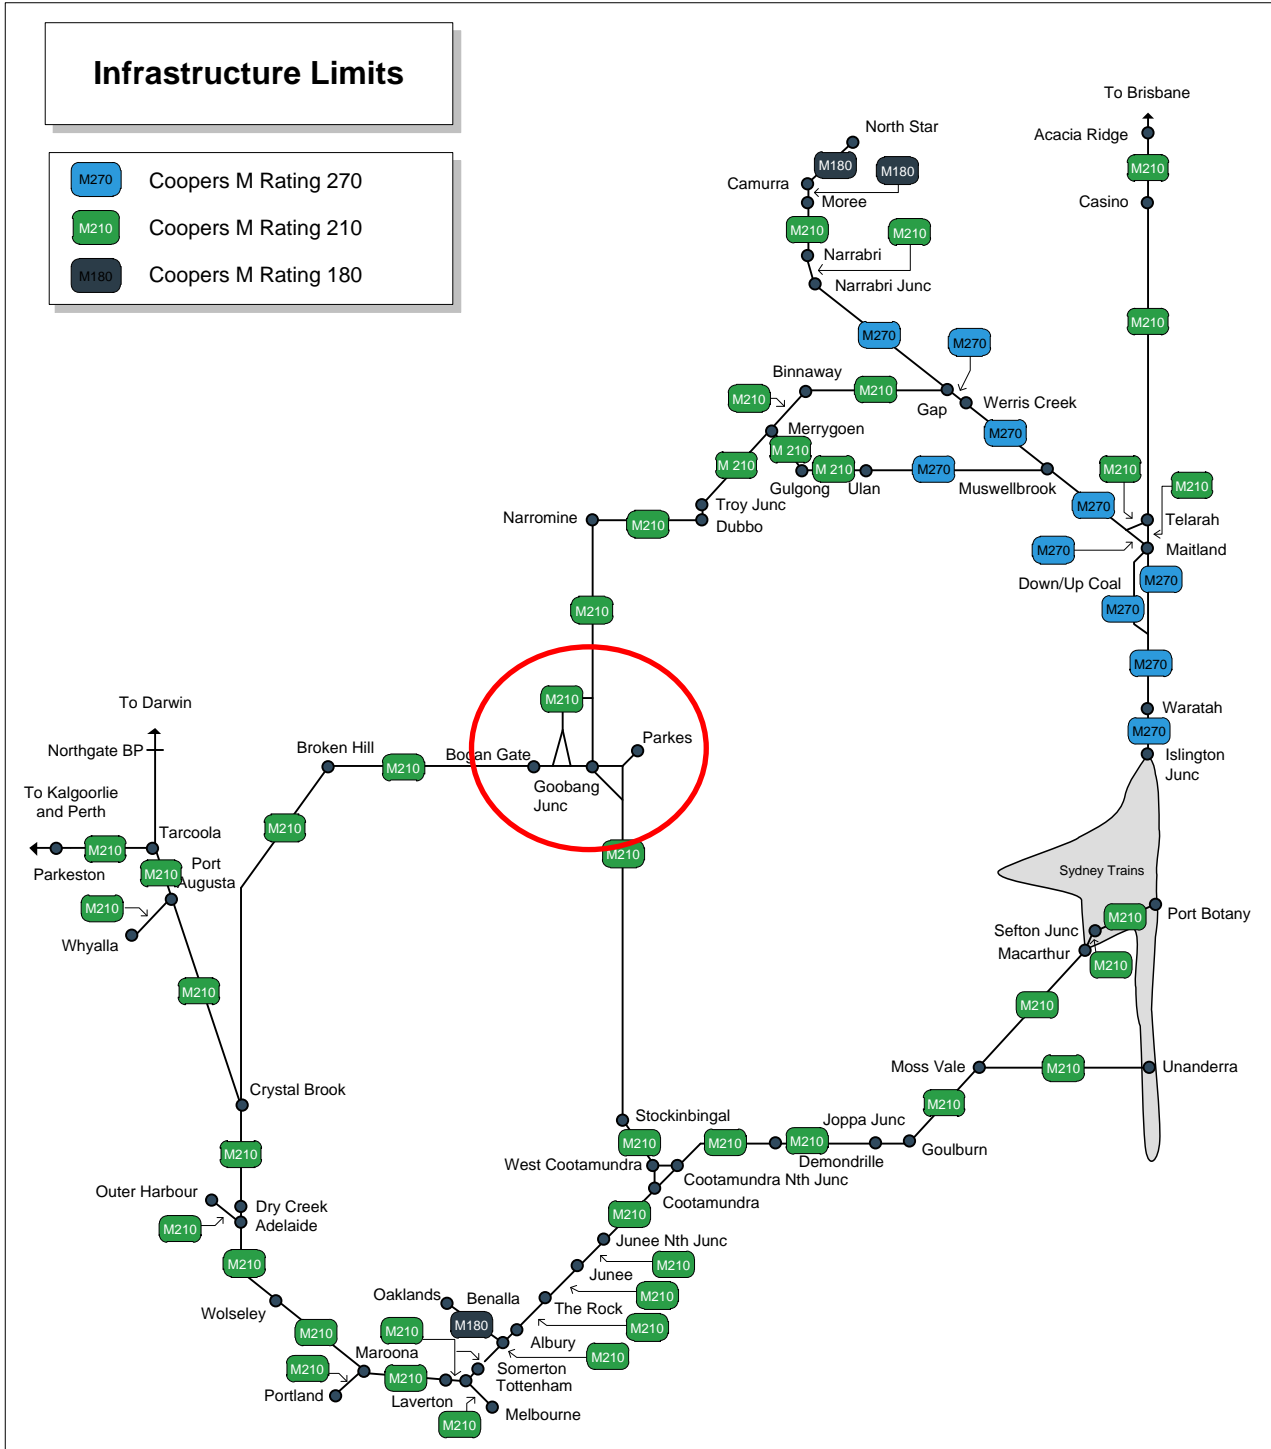 Infrastructure Limits
M270 Coopers M Rating 270
M210 Coopers M Rating 210
M180 Coopers M Rating 180
To Brisbane
Acacia Ridge
M210
Casino
M210
North Star
M180
M180
Camurra
Moree
M210
M210
Narrabri
Narrabri Junc
M270
M270
Binnaway
M210
M210
Gap
Werris Creek
Merrygoen
M270
M 210
M 210
M 210
M270
Gulgong
Ulan
Muswellbrook
M210
M210
M270
Troy Junc
Narromine
M210
Dubbo
Telarah
M270
Maitland
Down/Up Coal
M270
M270
M210
M270
Waratah
M270
Islington
Junc
M210
Parkes
Bogan Gate
Goobang
Junc
M210
To Darwin
Northgate BP
Broken Hill
M210
To Kalgoorlie
and Perth
M210
Tarcoola
M210
Parkeston
M210
Port
Augusta
M210
Whyalla
M210
Sydney Trains
Port Botany
M210
Sefton Junc
Macarthur
M210
M210
Moss Vale
M210
Unanderra
M210
Crystal Brook
Stockinbingal
Joppa Junc
M210
M210
M210
Goulburn
Demondrille
West Cootamundra
Cootamundra Nth Junc
Cootamundra
M210
Outer Harbour
Dry Creek
Adelaide
M210
M210
M210
Junee Nth Junc
M210
Junee
M210
The Rock
M210
Albury
M210
Wolseley
Oaklands
Benalla
M180
M210
M210
Maroona
M210
Portland
M210
Laverton
Somerton
Tottenham
Melbourne
M210